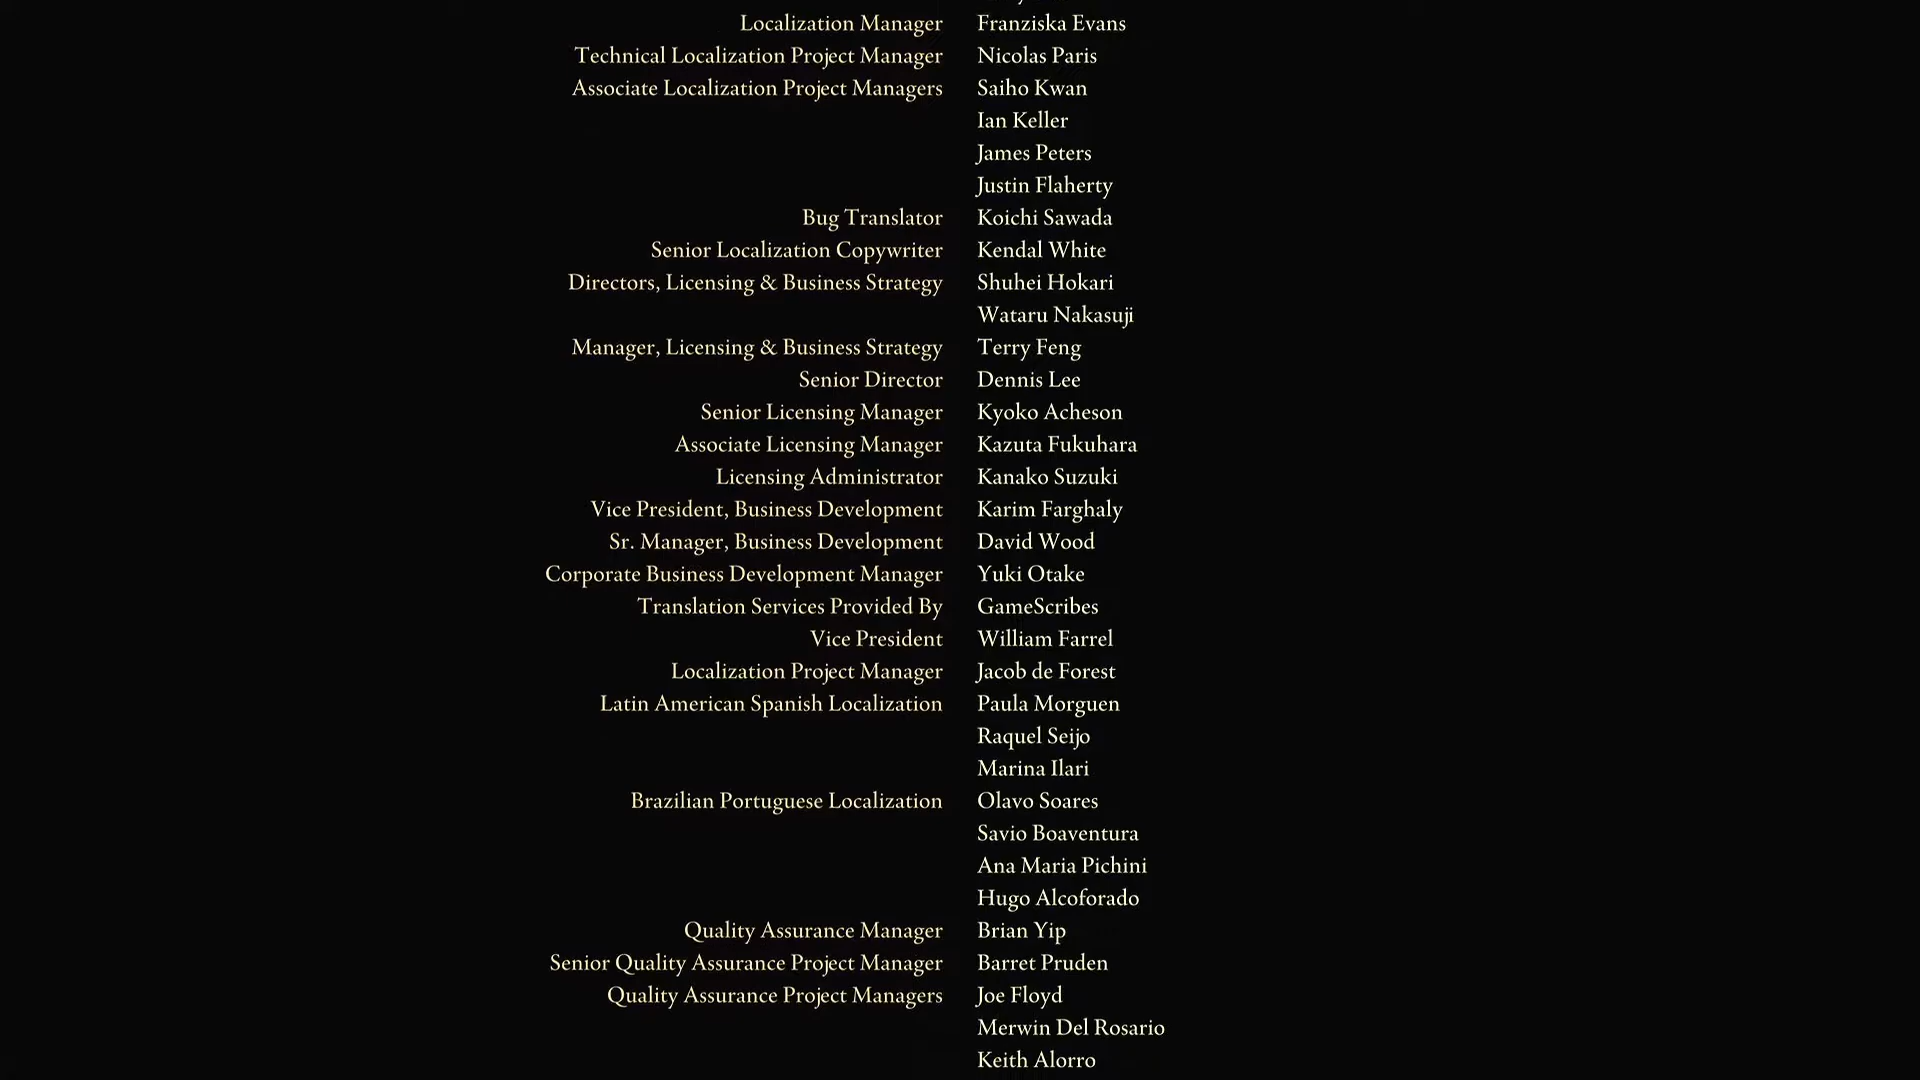 Localization Manager Franziska Evans
Technical Localization Project Manager Nicolas Paris
Associate Localization Project Managers Saiho Kwan
Ian Keller
James Peters
Justin Flaherty
Bug Translator Koichi Sawada
Senior Localization Copywriter Kendal White
Directors, Licensing & Business Strategy Shuhei Hokari
Wataru Nakasuji
Manager, Licensing & Business Strategy Terry Feng
Senior Director Dennis Lee
Senior Licensing Manager Kyoko Acheson
Associate Licensing Manager Kazuta Fukuhara
Licensing Administrator Kanako Suzuki
Vice President, Business Development Karim Farghaly
Sr. Manager, Business Development David Wood
Corporate Business Development Manager Yuki Otake
Translation Services Provided By GameScribes
Vice President William Farrel
Localization Project Manager Jacob de Forest
Latin American Spanish Localization Paula Morguen
Raquel Seijo
Marina Ilari
Brazilian Portuguese Localization Olavo Soares
Savio Boaventura
Ana Maria Pichini
Hugo Alcoforado
Quality Assurance Manager Brian Yip
Senior Quality Assurance Project Manager Barret Pruden
Quality Assurance Project Managers Joe Floyd
Merwin Del Rosario
Keith Alorro